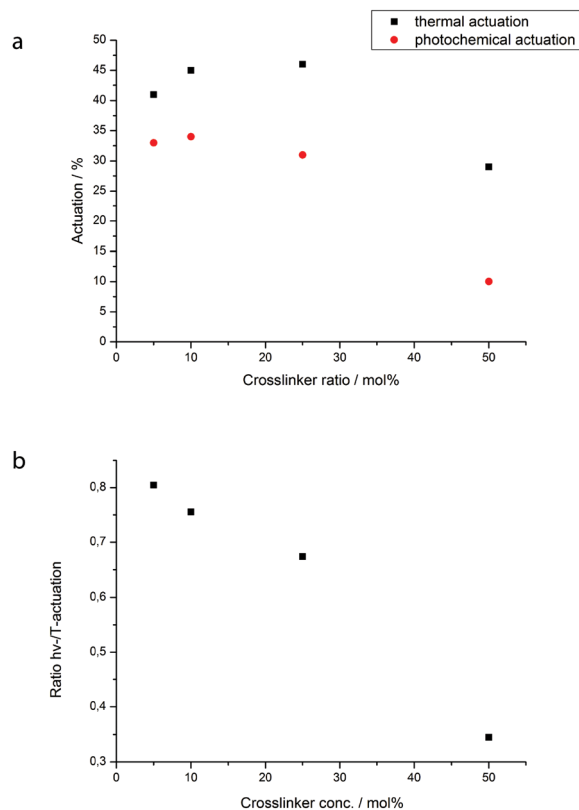 thermal actuation
photochemical actuation
a
50
45
40
35
30
25
20
15
10
5
0
Actuation / %
0 10 20 30 40 50
Crosslinker ratio / mol%
b
0,8
0,7
0,6
0,5
0,4
0,3
Ratio hv-/T-actuation
0 10 20 30 40 50
Crosslinker conc. / mol%